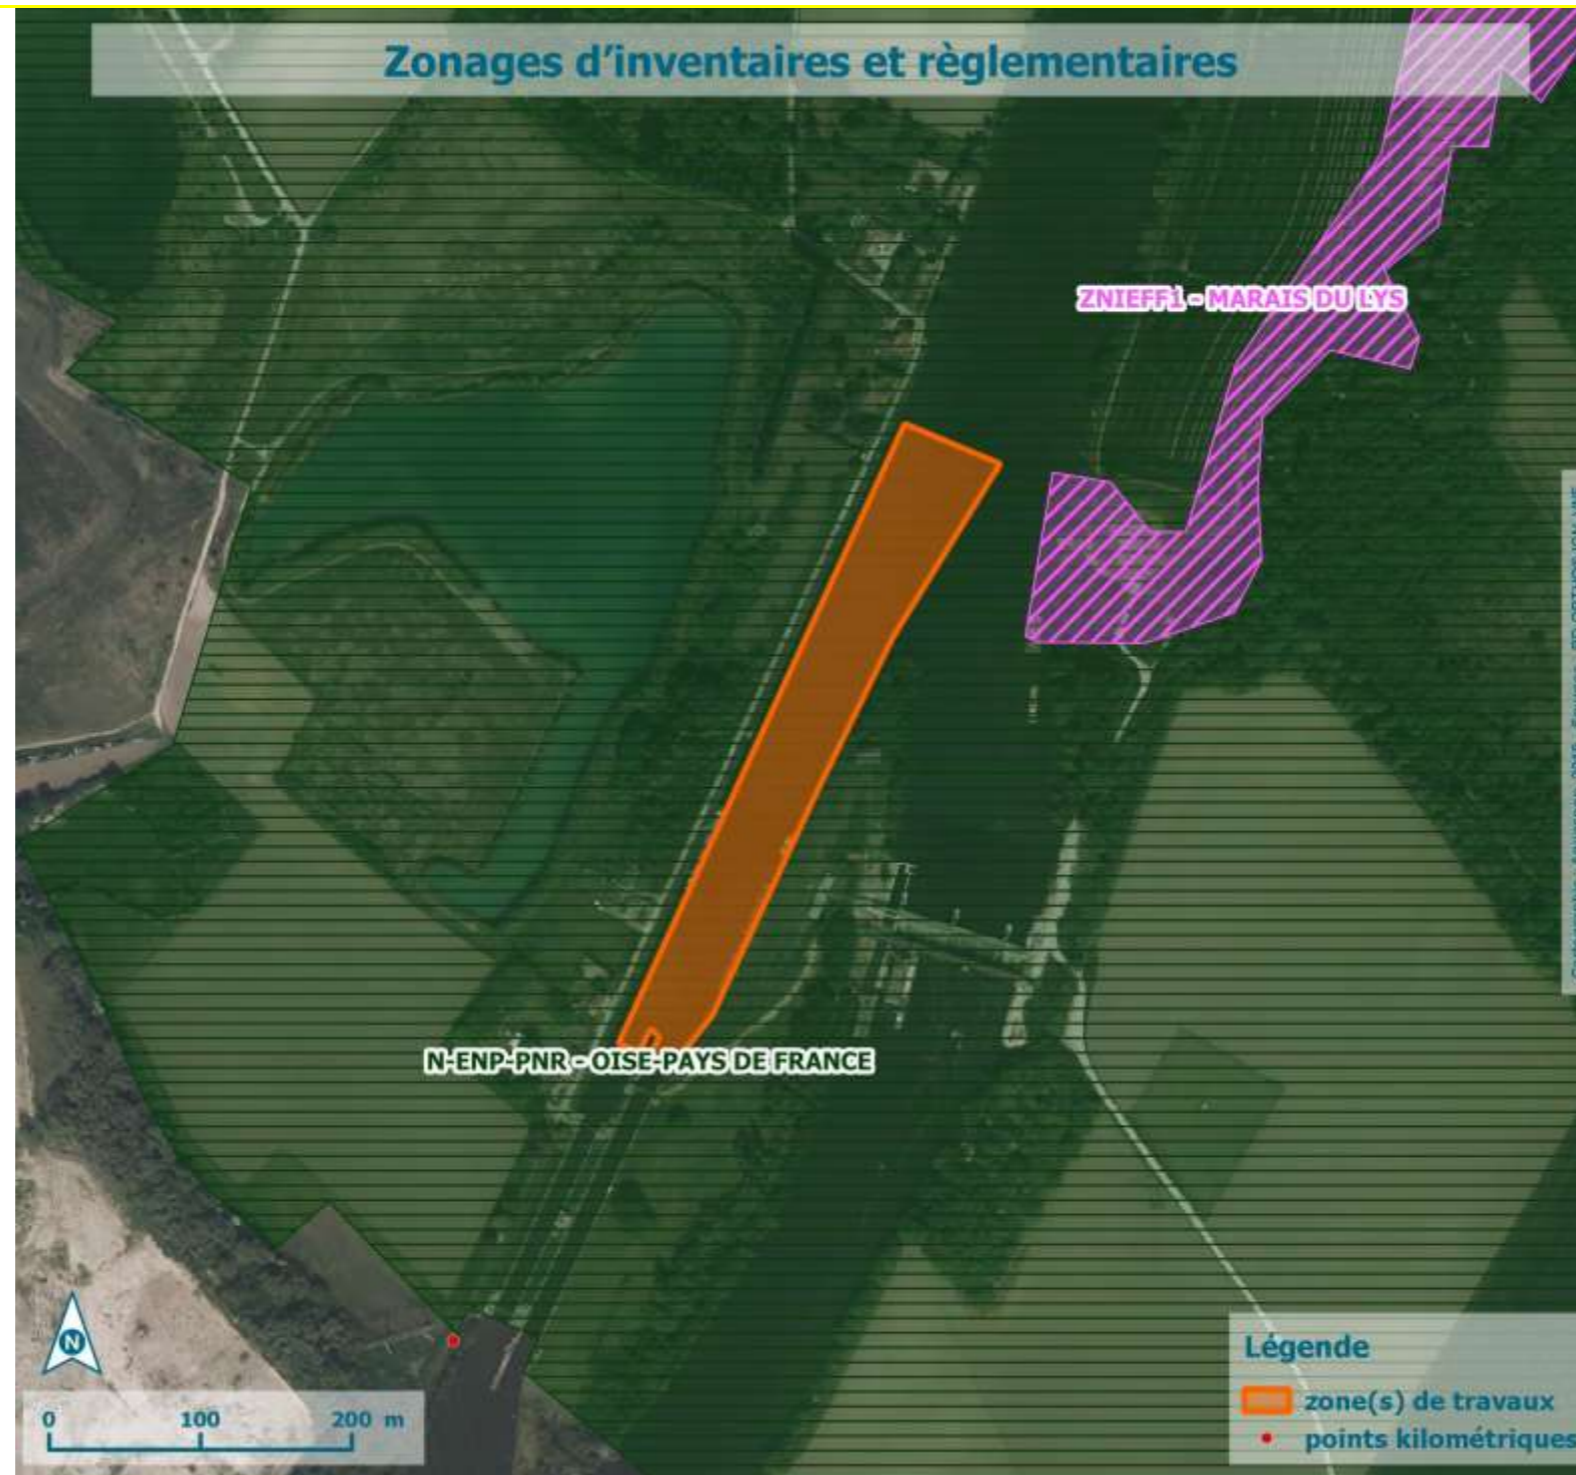 Zonages d'inventaires et règlementaires
ZNIEFF1 - MARAIS DU LYS
N-ENP-PNR - OISE-PAYS DE FRANCE
N
0 100 200 m
Légende
zone(s) de travaux
points kilométriques